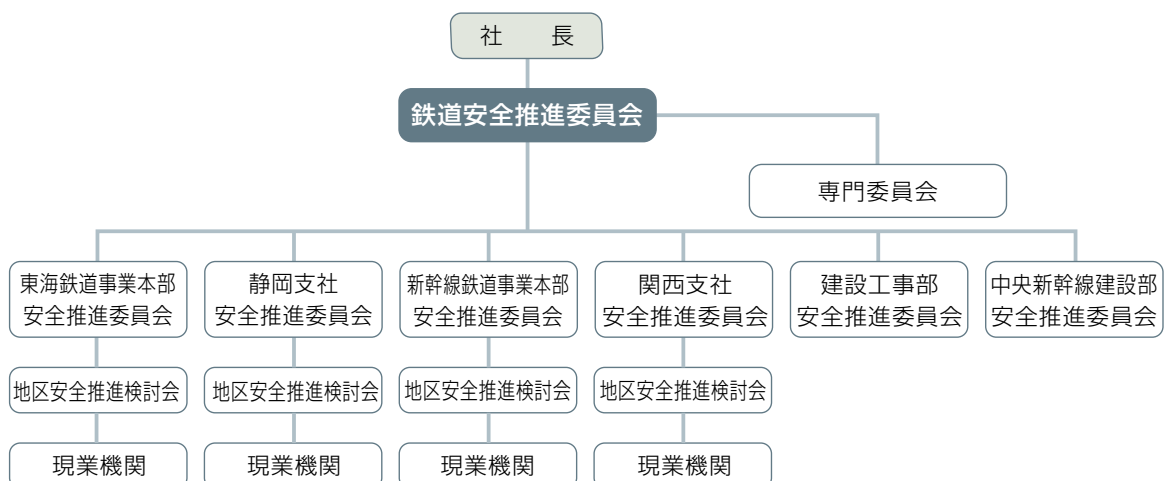 社　　長
鉄道安全推進委員会
専門委員会
東海鉄道事業本部
安全推進委員会
静岡支社
安全推進委員会
新幹線鉄道事業本部
安全推進委員会
関西支社
安全推進委員会
建設工事部
安全推進委員会
中央新幹線建設部
安全推進委員会
地区安全推進検討会
地区安全推進検討会
地区安全推進検討会
地区安全推進検討会
現業機関
現業機関
現業機関
現業機関